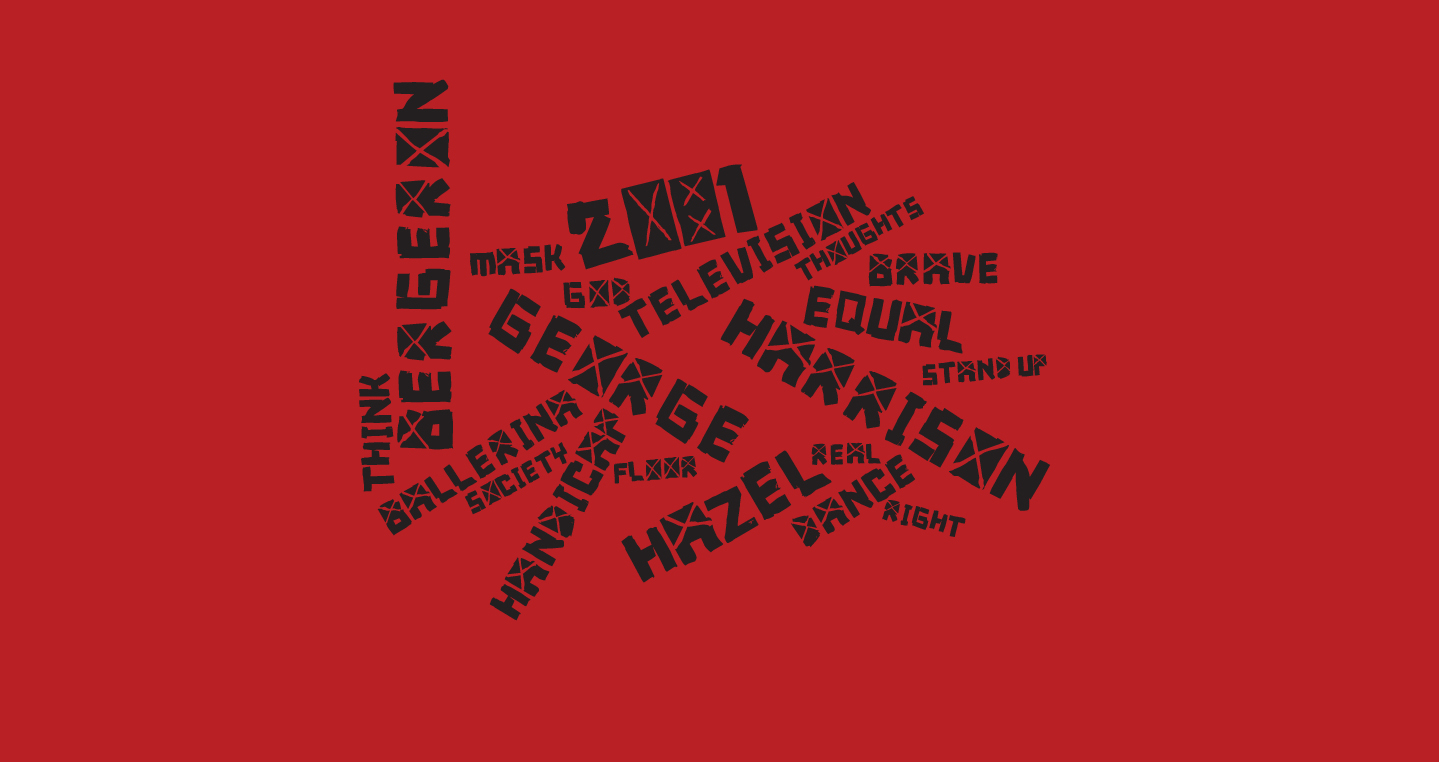 BERGERON
2001
TELEVISION
THOUGHTS
MASK
GOD
BRAVE
EQUAL
GEORGE
HARRISON
STAND UP
THINK
BALLERINA
SOCIETY
HANDICAP
FLOOR
REAL
HAZEL
DANCE
RIGHT